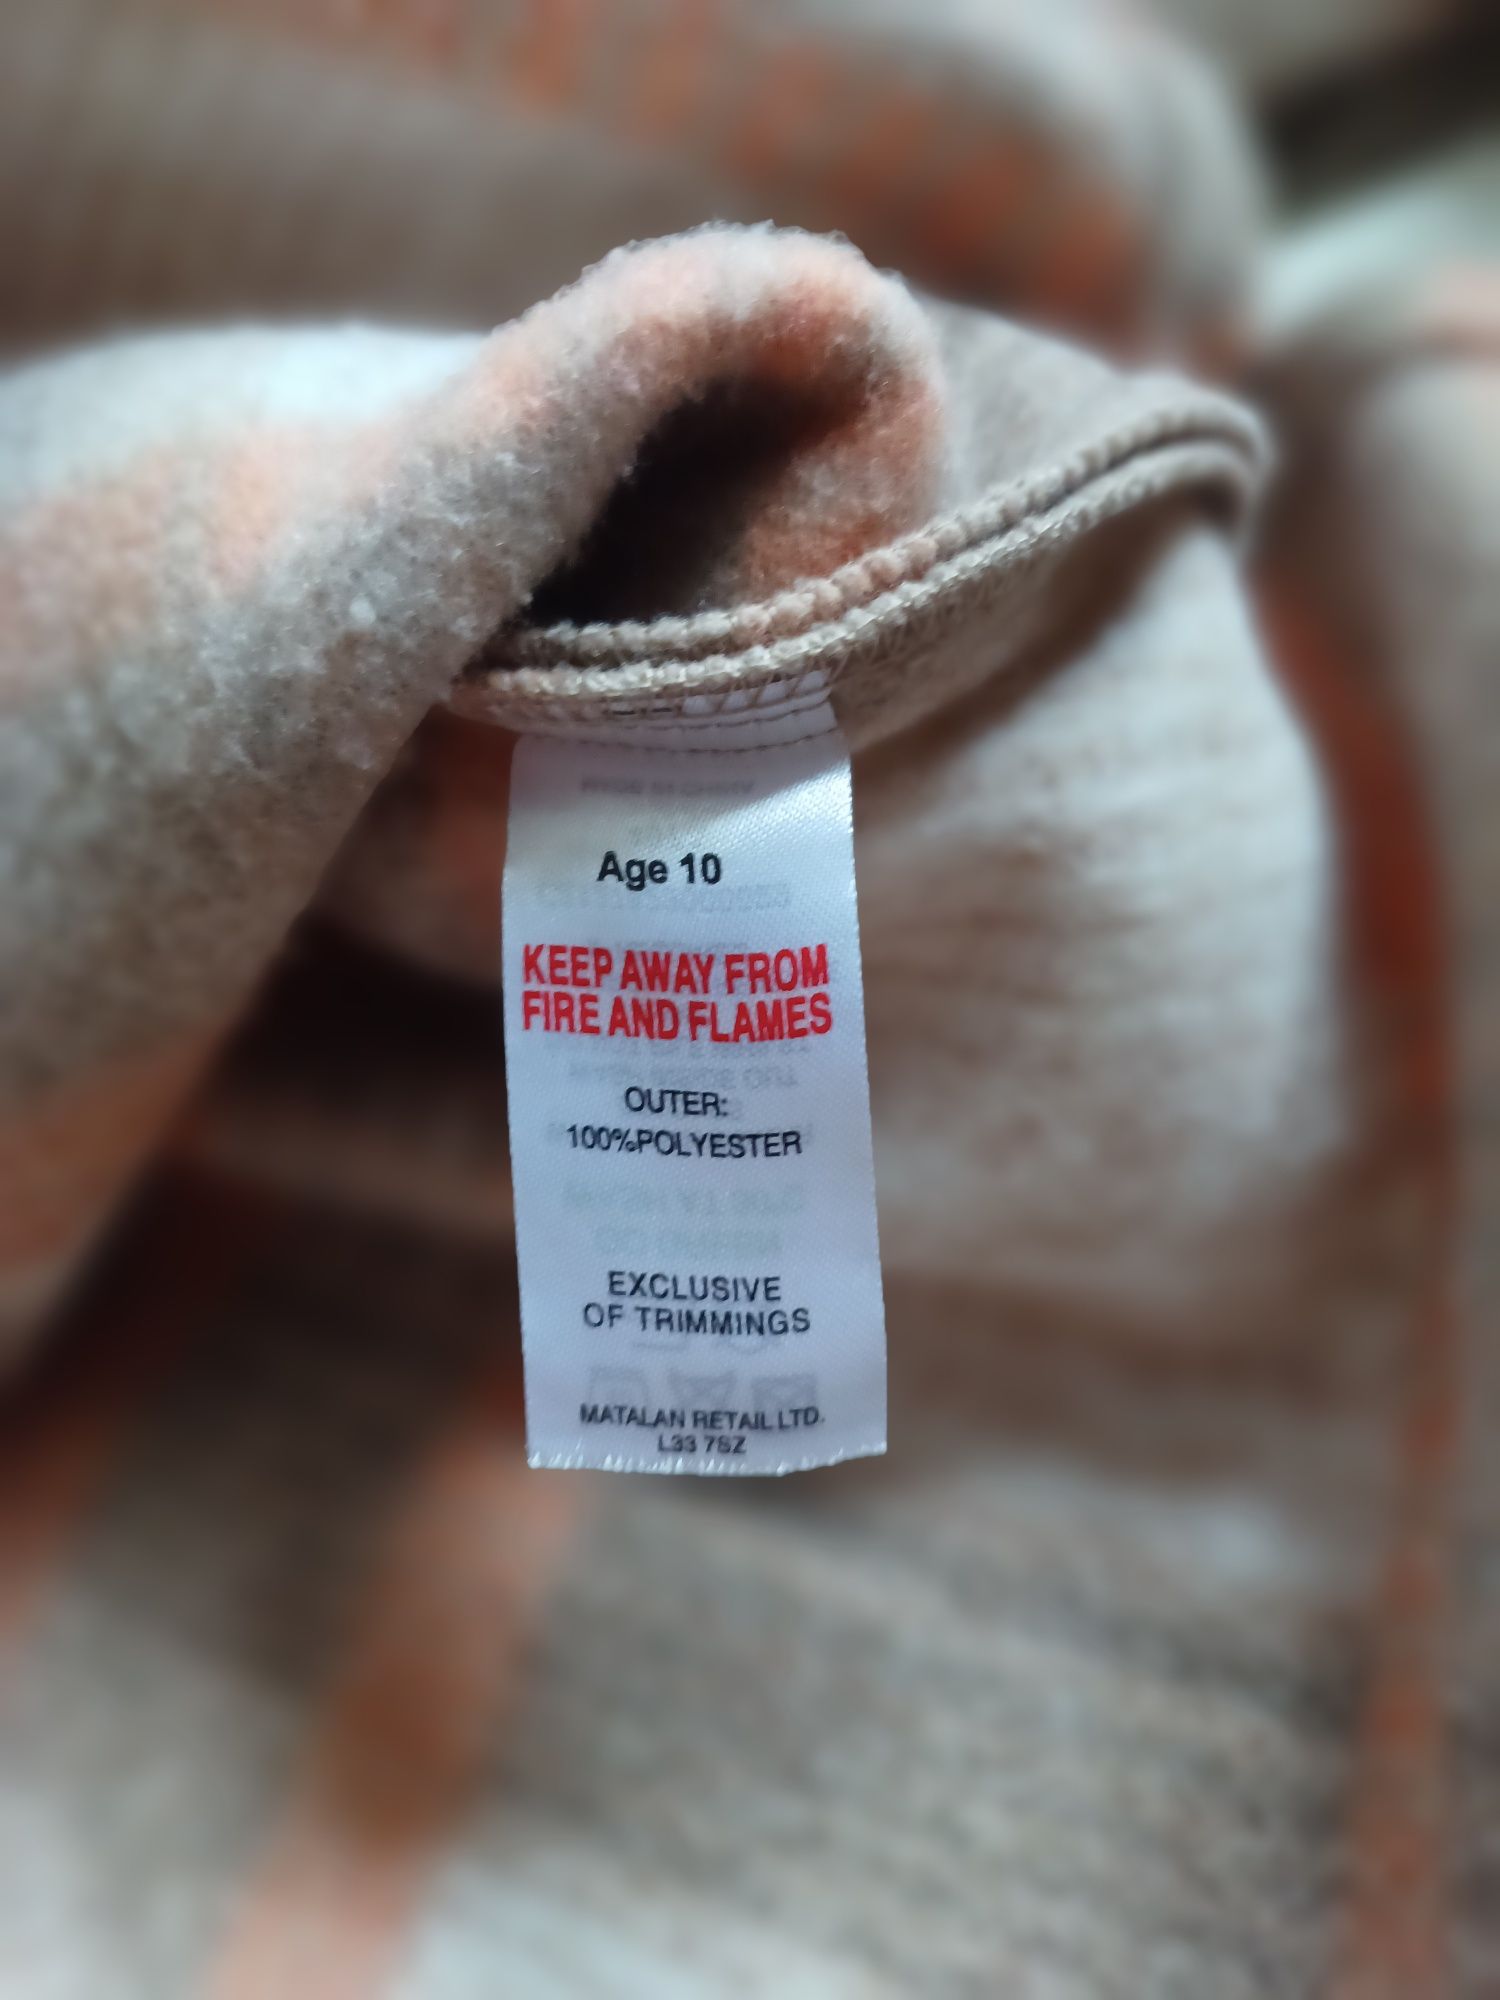 Age 10
KEEP AWAY FROM
FIRE AND FLAMES
OUTER:
100%POLYESTER
EXCLUSIVE
OF TRIMMINGS
MATALAN RETAIL LTD.
L33 7SZ